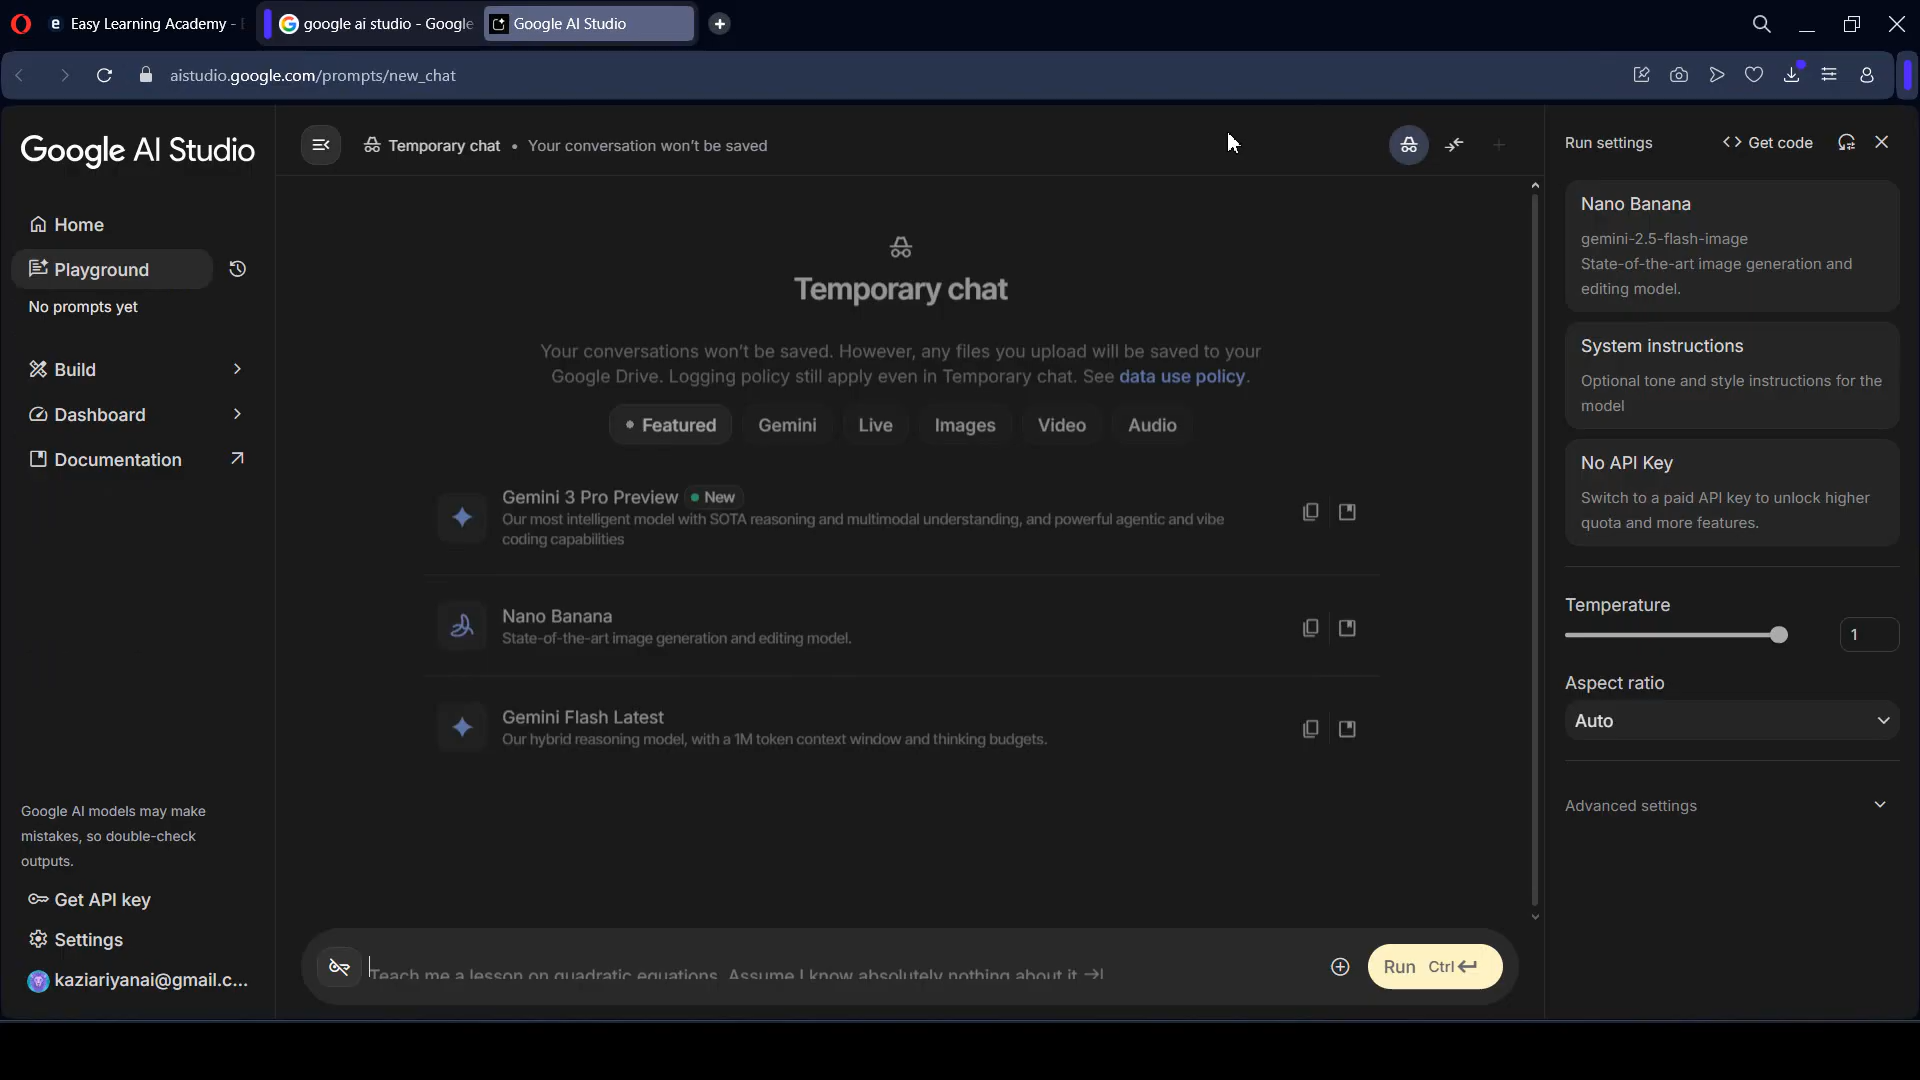 Easy Learning Academy -
google ai studio - Google
Google AI Studio
aistudio.google.com/prompts/new_chat
Google AI Studio
Home
Playground
No prompts yet
Build
Dashboard
Documentation
Google AI models may make
mistakes, so double-check
outputs.
Get API key
Settings
kaziariyanai@gmail.c...
Temporary chat • Your conversation won't be saved
Temporary chat
Your conversations won't be saved. However, any files you upload will be saved to your
Google Drive. Logging policy still apply even in Temporary chat. See data use policy.
Featured
Gemini
Live
Images
Video
Audio
Gemini 3 Pro Preview New
Our most intelligent model with SOTA reasoning and multimodal understanding, and powerful agentic and vibe
coding capabilities
Nano Banana
State-of-the-art image generation and editing model.
Gemini Flash Latest
Our hybrid reasoning model, with a 1M token context window and thinking budgets.
Teach me a lesson on quadratic equations. Assume I know absolutely nothing about it
Run Ctrl
Run settings
Get code
Nano Banana
gemini-2.5-flash-image
State-of-the-art image generation and
editing model.
System instructions
Optional tone and style instructions for the
model
No API Key
Switch to a paid API key to unlock higher
quota and more features.
Temperature
1
Aspect ratio
Auto
Advanced settings